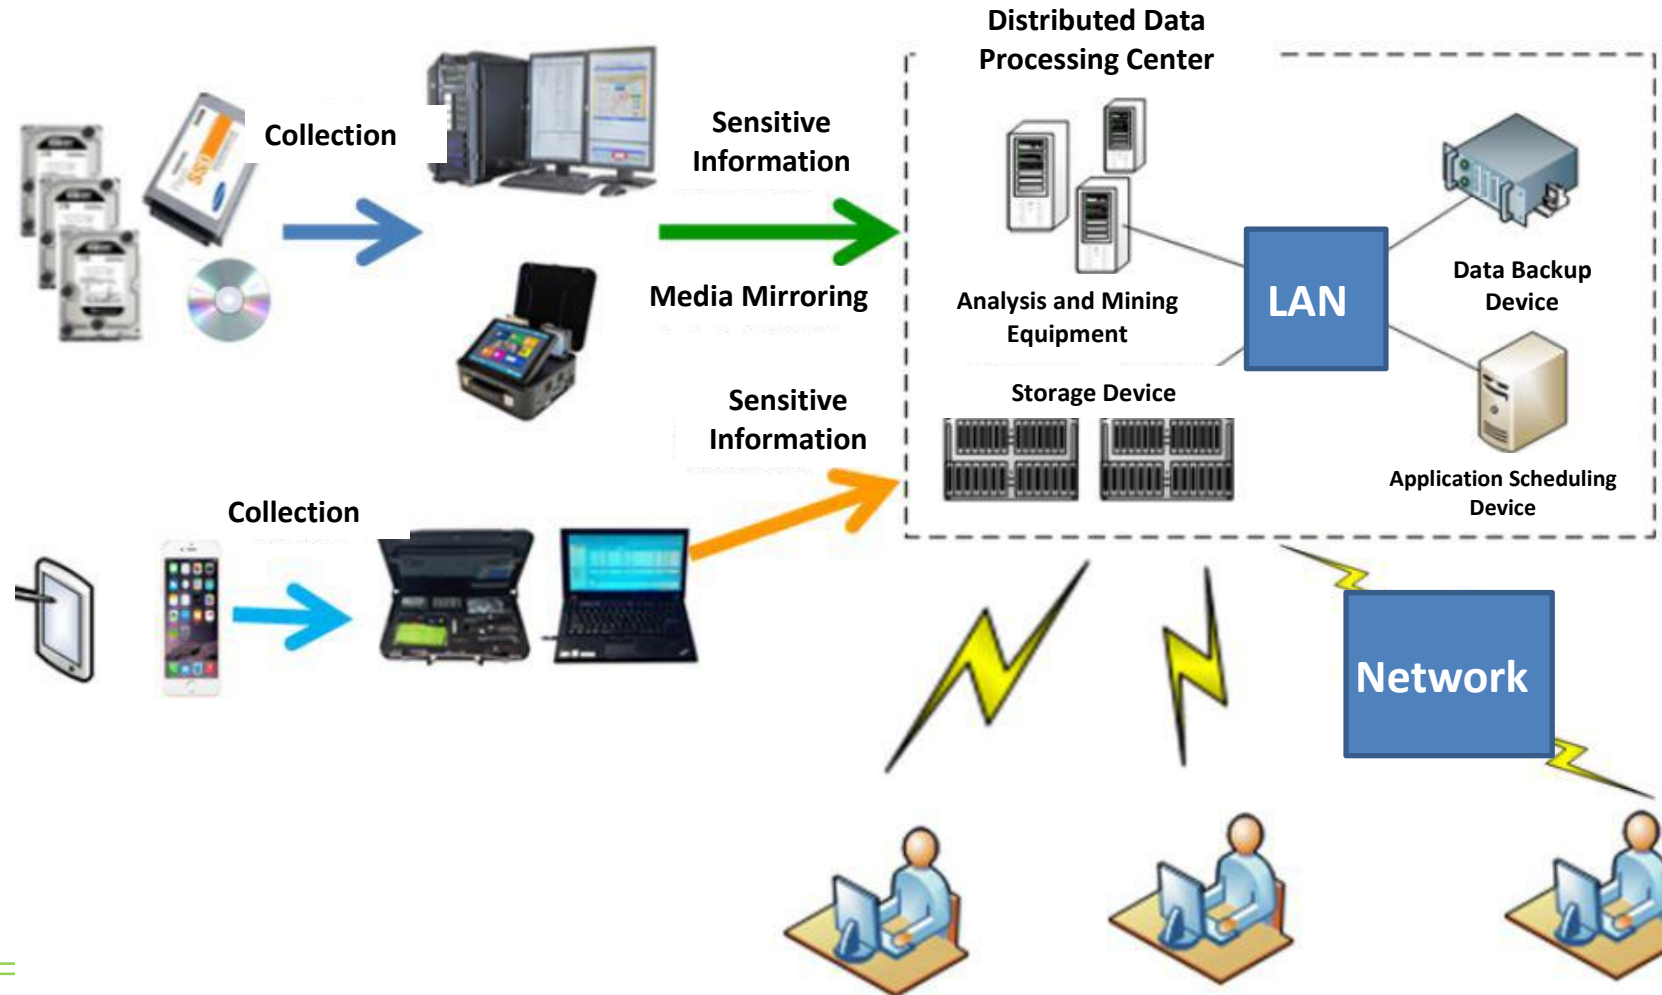 Distributed Data
Processing Center
Collection
Sensitive
Information
SSD
Media Mirroring
Analysis and Mining
Equipment
LAN
Data Backup
Device
Storage Device
Application Scheduling
Device
Sensitive
Information
Collection
Network